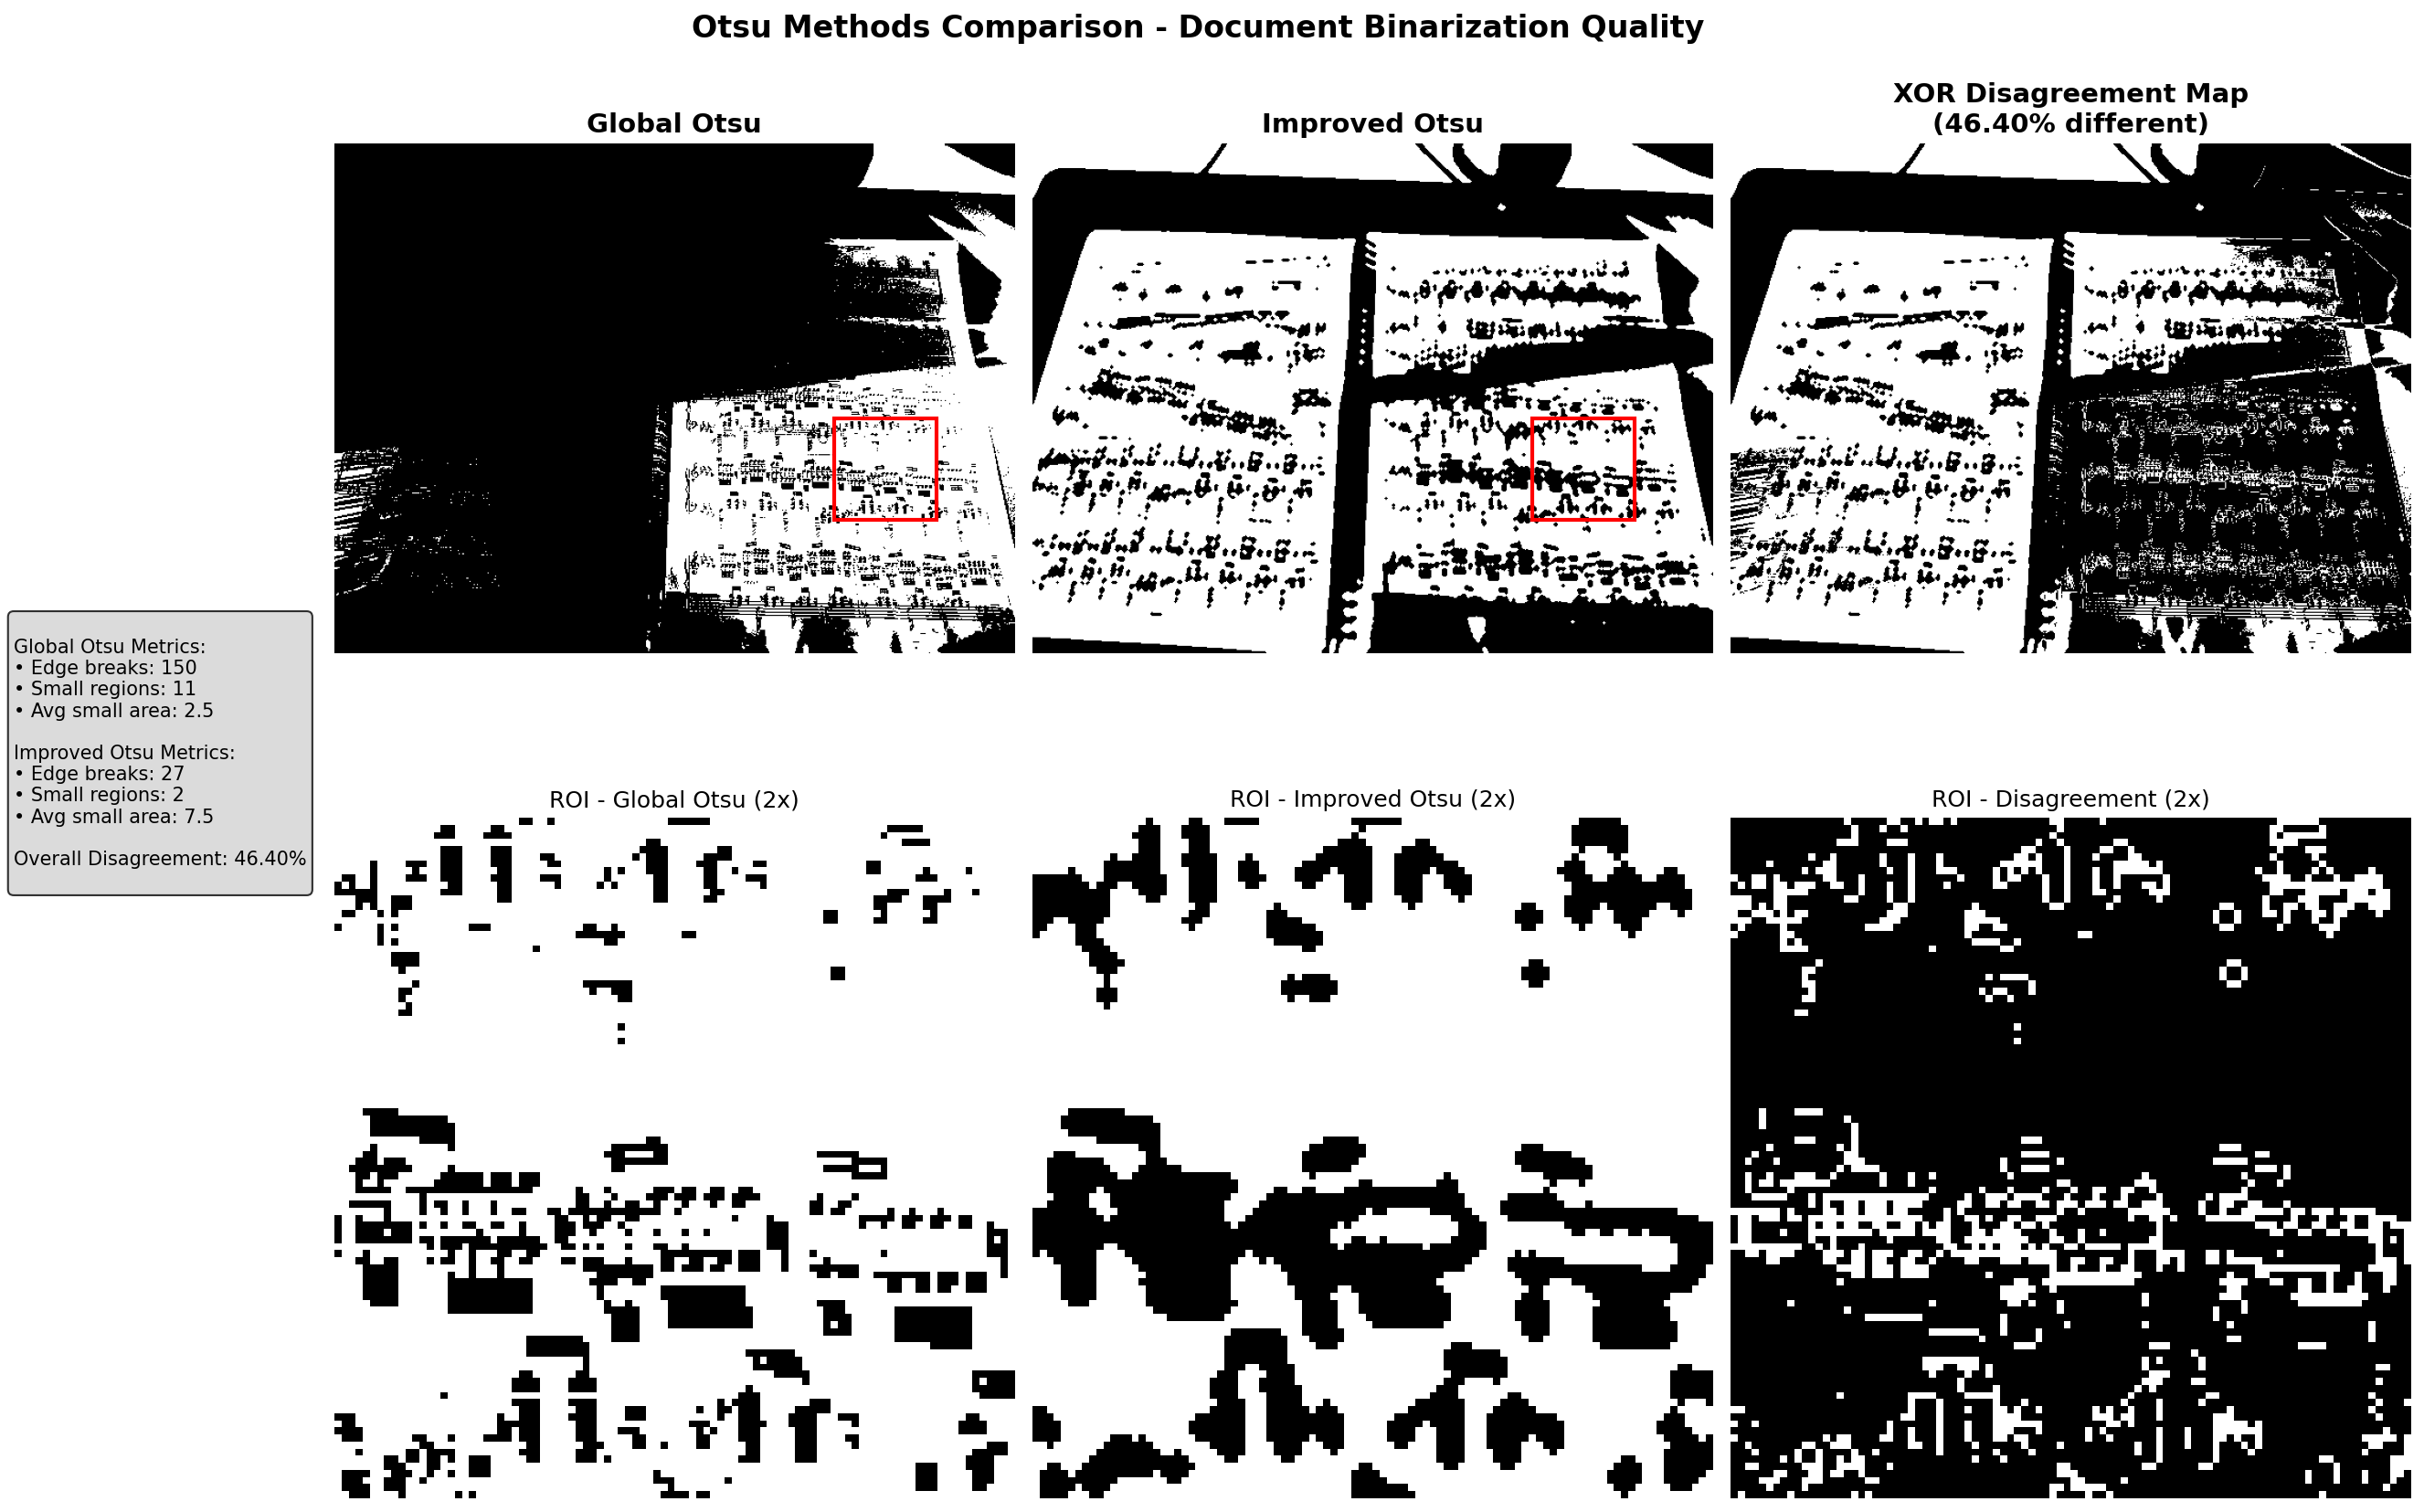 Otsu Methods Comparison - Document Binarization Quality
Global Otsu
Improved Otsu
XOR Disagreement Map
(46.40% different)
Global Otsu Metrics:
• Edge breaks: 150
• Small regions: 11
• Avg small area: 2.5
Improved Otsu Metrics:
• Edge breaks: 27
• Small regions: 2
• Avg small area: 7.5
Overall Disagreement: 46.40%
ROI - Global Otsu (2x)
ROI - Improved Otsu (2x)
ROI - Disagreement (2x)